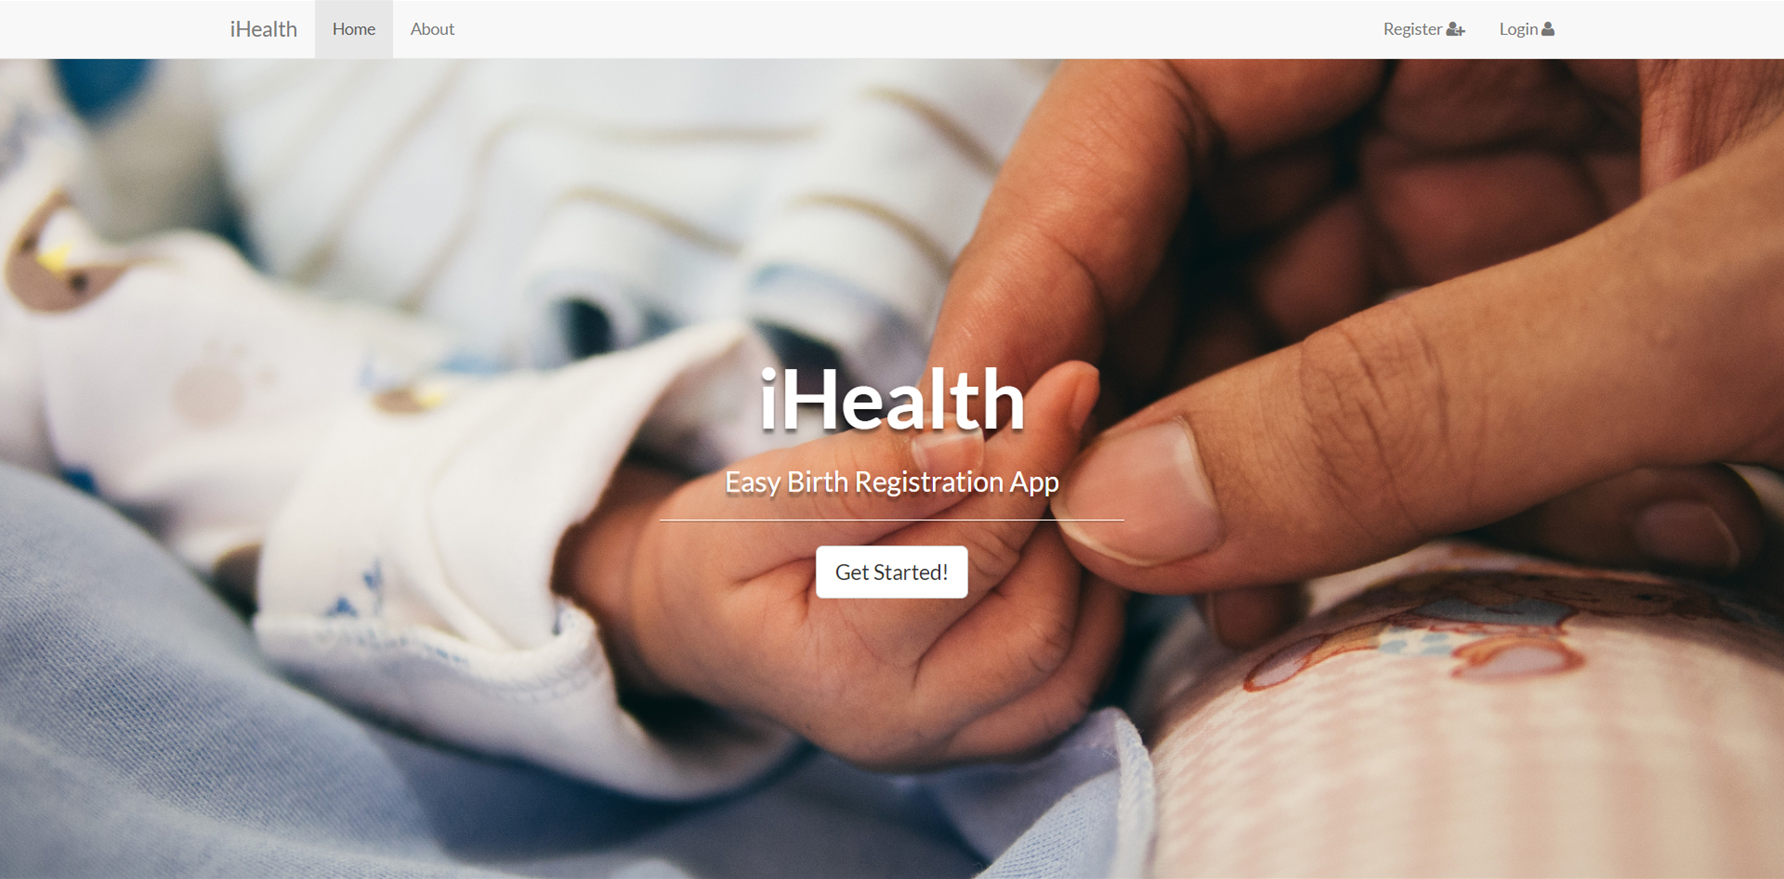 iHealth Home About Register Login
iHealth
Easy Birth Registration App
Get Started!